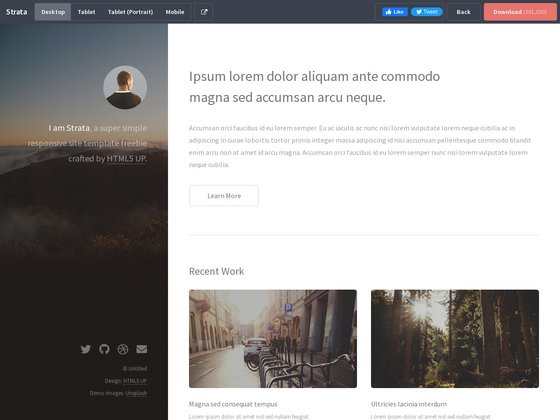 Strata
Desktop
Tablet
Tablet (Portrait)
Mobile
Like
Tweet
Back
Download (301,035)
I am Strata, a super simple
responsive site template freebie
crafted by HTML5 UP.
© Untitled
Design: HTML5 UP
Demo Images: Unsplash
Ipsum lorem dolor aliquam ante commodo
magna sed accumsan arcu neque.
Accumsan orci faucibus id eu lorem semper. Eu ac iaculis ac nunc nisi lorem vulputate lorem neque cubilia ac in
adipiscing in curae lobortis tortor primis integer massa adipiscing id nisi accumsan pellentesque commodo blandit
enim arcu non at amet id arcu magna. Accumsan orci faucibus id eu lorem semper nunc nisi lorem vulputate lorem
neque cubilia.
Learn More
Recent Work
Magna sed consequat tempus
Lorem ipsum dolor sit amet nisl sed nullam feugiat.
Ultricies lacinia interdum
Lorem ipsum dolor sit amet nisl sed nullam feugiat.